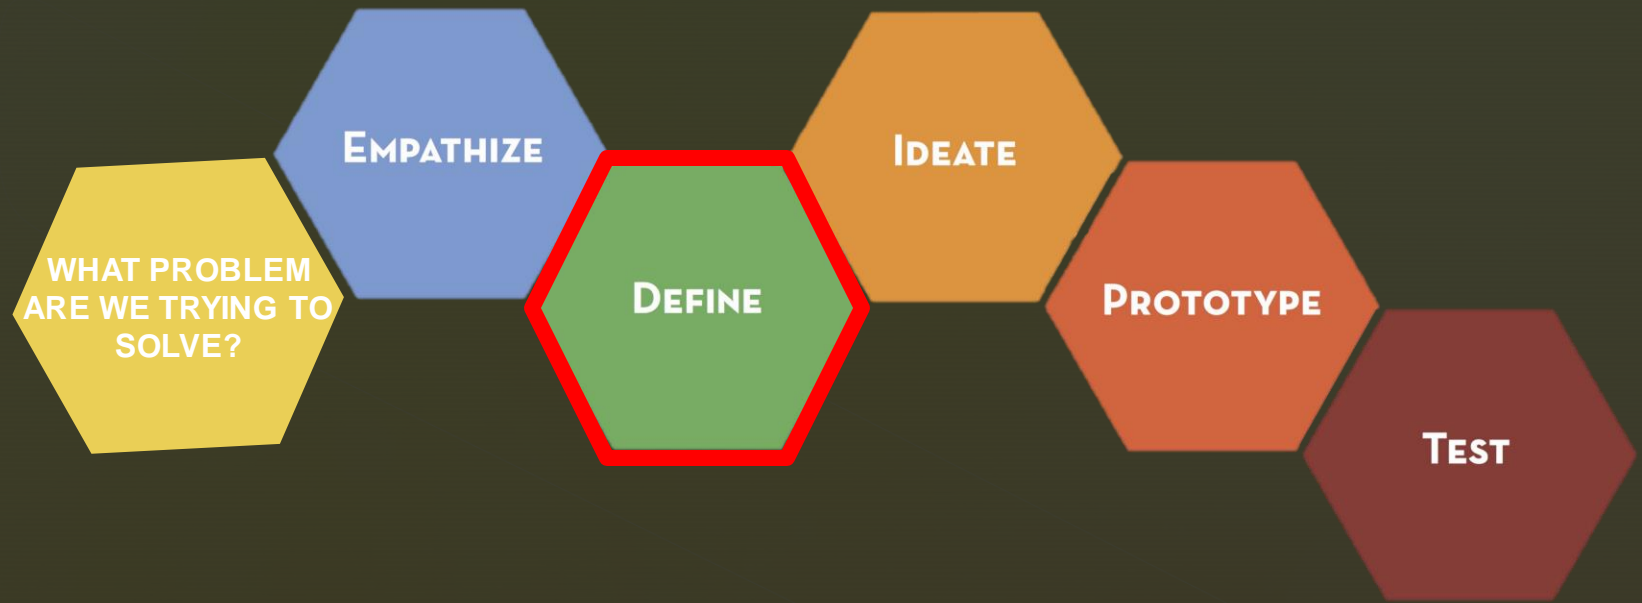 WHAT PROBLEM
ARE WE TRYING TO
SOLVE?
EMPATHIZE
DEFINE
IDEATE
PROTOTYPE
TEST